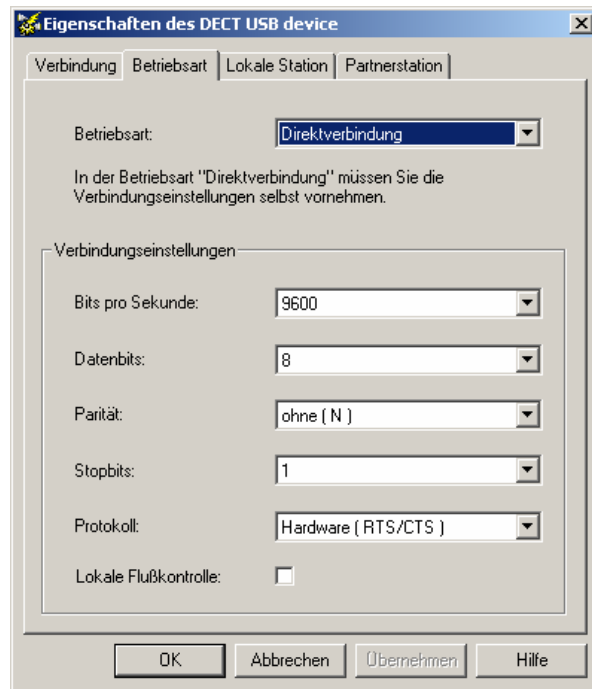 Eigenschaften des DECT USB device
Verbindung Betriebsart Lokale Station Partnerstation
Betriebsart: Direktverbindung
In der Betriebsart "Direktverbindung" müssen Sie die
Verbindungseinstellungen selbst vornehmen.
Verbindungseinstellungen
Bits pro Sekunde: 9600
Datenbits: 8
Parität: ohne ( N )
Stopbits: 1
Protokoll: Hardware ( RTS/CTS )
Lokale Flußkontrolle:
OK Abbrechen Übernehmen Hilfe